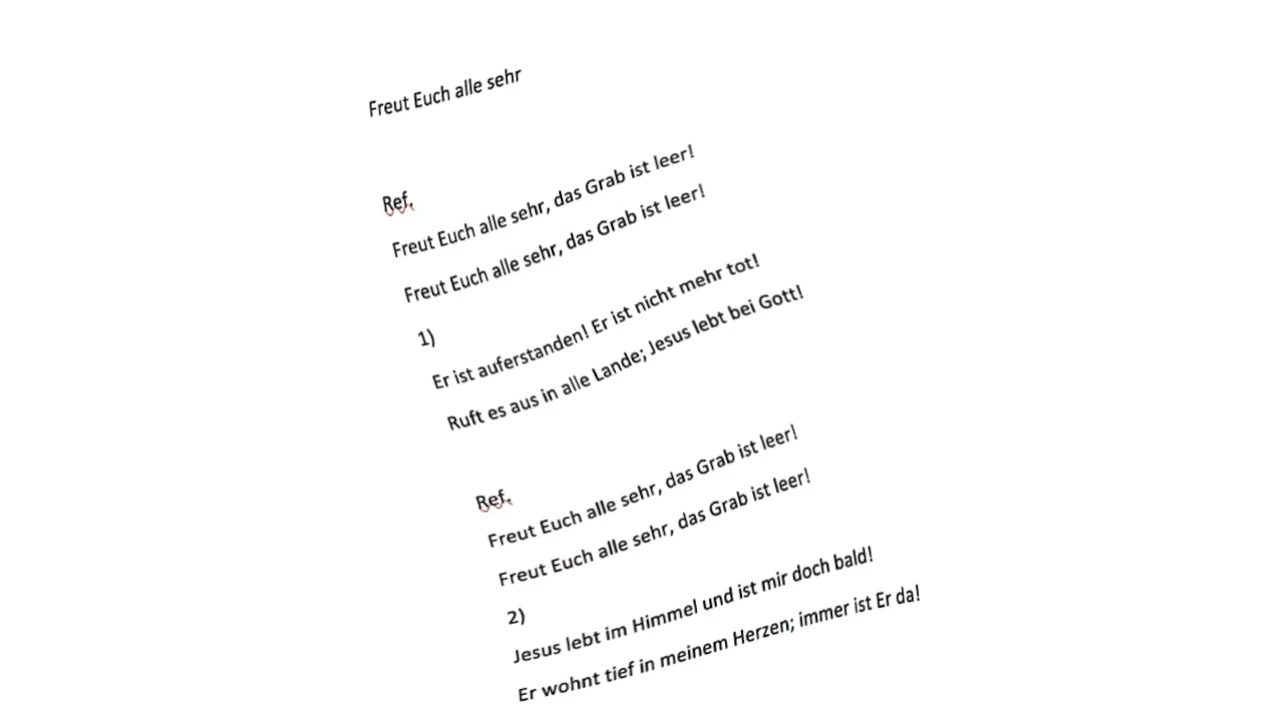 Freut Euch alle sehr
Ref.
Freut Euch alle sehr, das Grab ist leer!
Freut Euch alle sehr, das Grab ist leer!
1)
Er ist auferstanden! Er ist nicht mehr tot!
Ruft es aus in alle Lande; Jesus lebt bei Gott!
Ref.
Freut Euch alle sehr, das Grab ist leer!
Freut Euch alle sehr, das Grab ist leer!
2)
Jesus lebt im Himmel und ist mir doch bald!
Er wohnt tief in meinem Herzen; immer ist Er da!